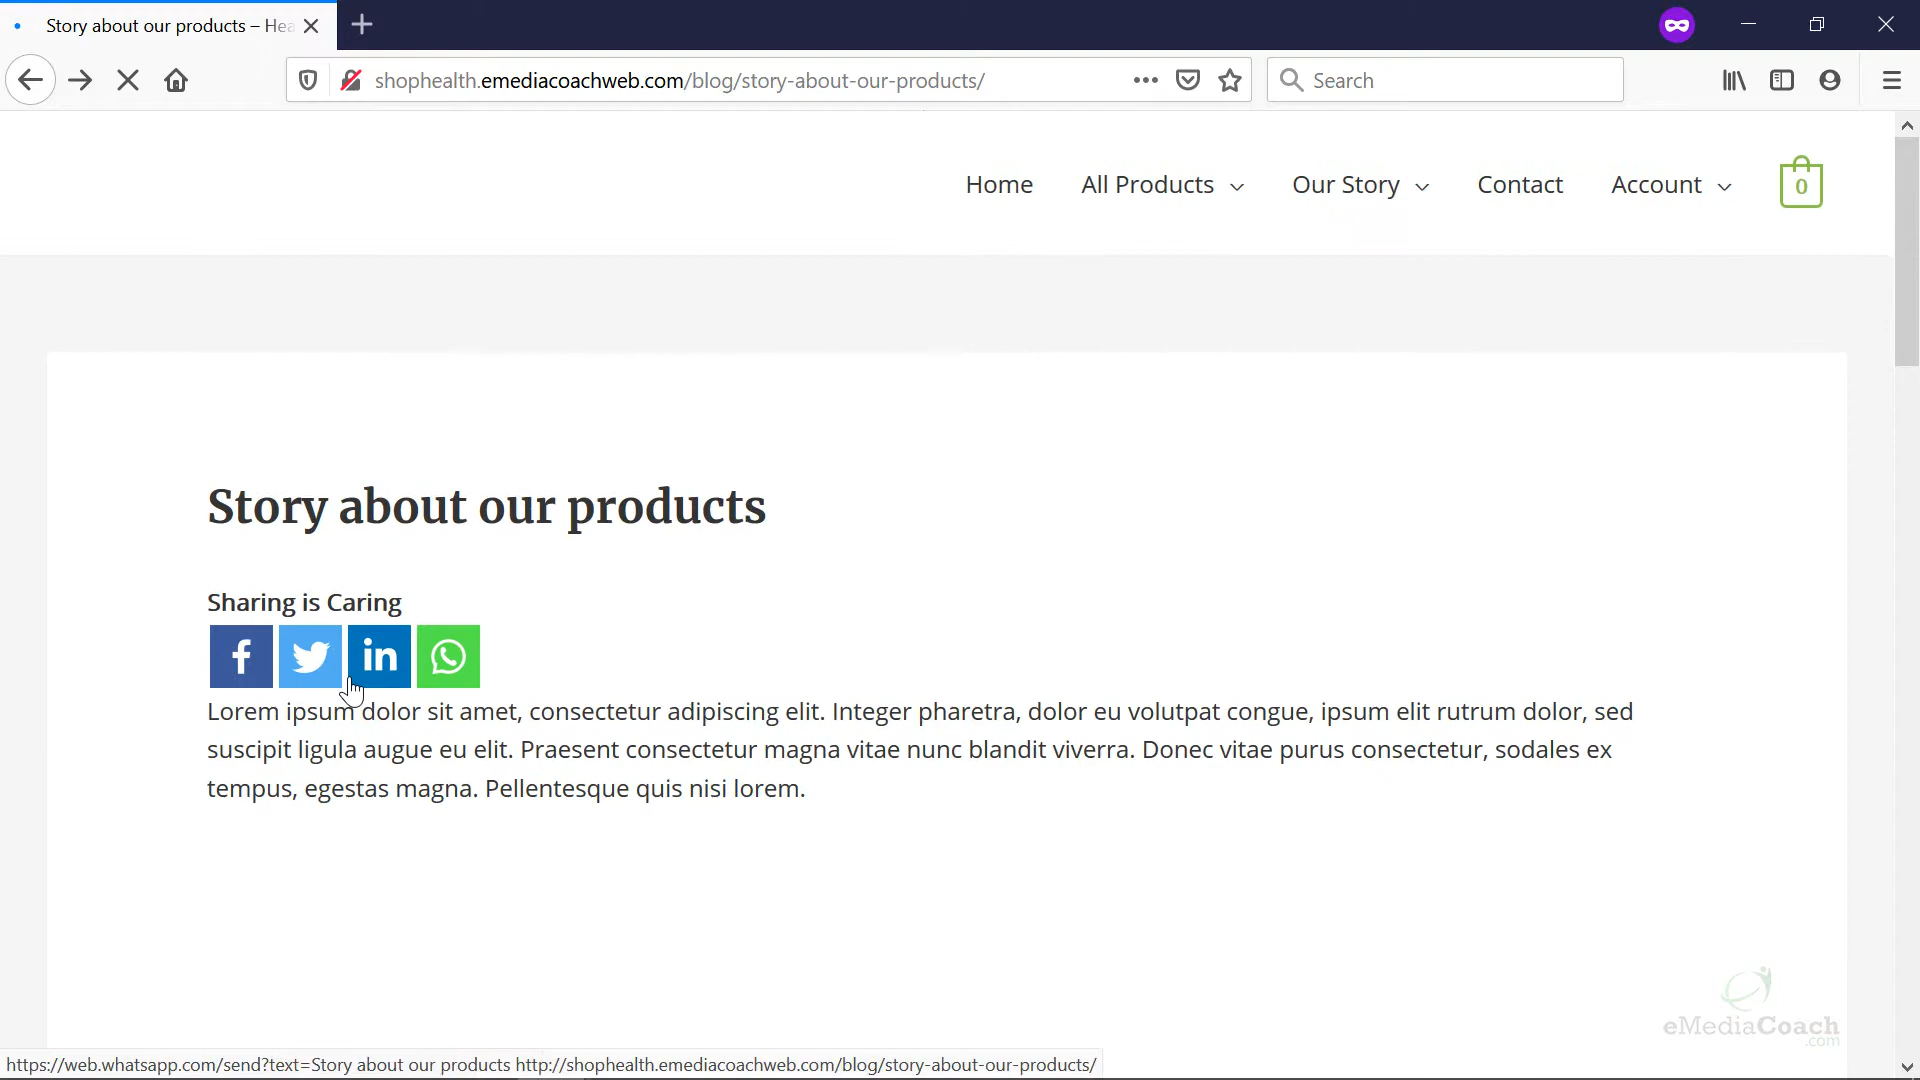 Story about our products – Hea
shophealth.emediacoachweb.com/blog/story-about-our-products/
Search
Home
All Products
Our Story
Contact
Account
0
Story about our products
Sharing is Caring
Lorem ipsum dolor sit amet, consectetur adipiscing elit. Integer pharetra, dolor eu volutpat congue, ipsum elit rutrum dolor, sed
suscipit ligula augue eu elit. Praesent consectetur magna vitae nunc blandit viverra. Donec vitae purus consectetur, sodales ex
tempus, egestas magna. Pellentesque quis nisi lorem.
eMediaCoach
.com
https://web.whatsapp.com/send?text=Story about our products http://shophealth.emediacoachweb.com/blog/story-about-our-products/